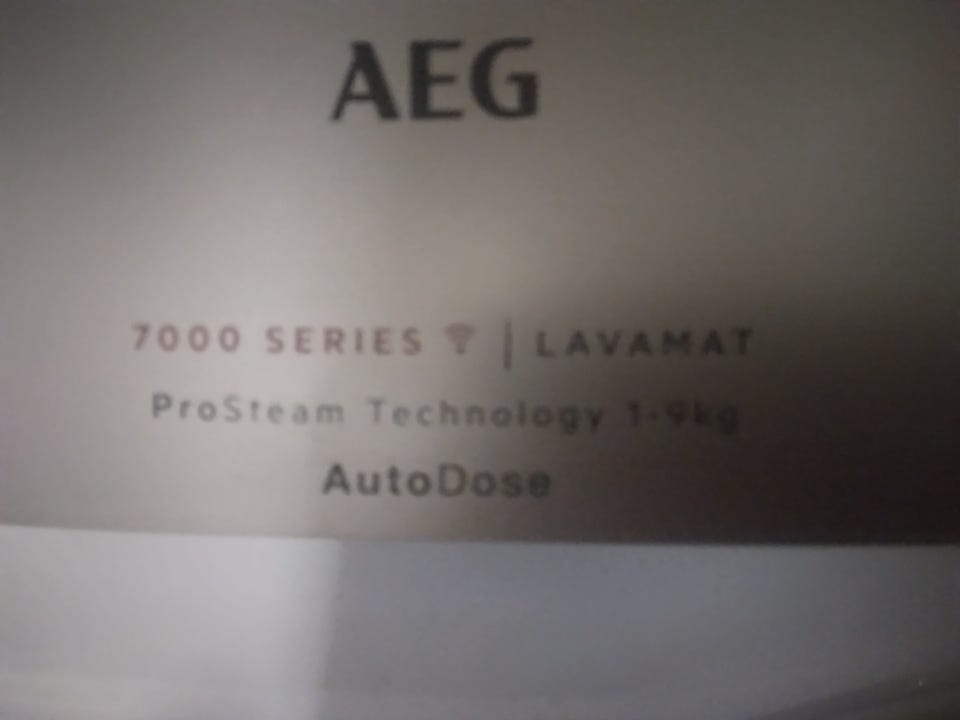 AEG
7000 SERIES | LAVAMAT
ProSteam Technology 1-9kg
AutoDose